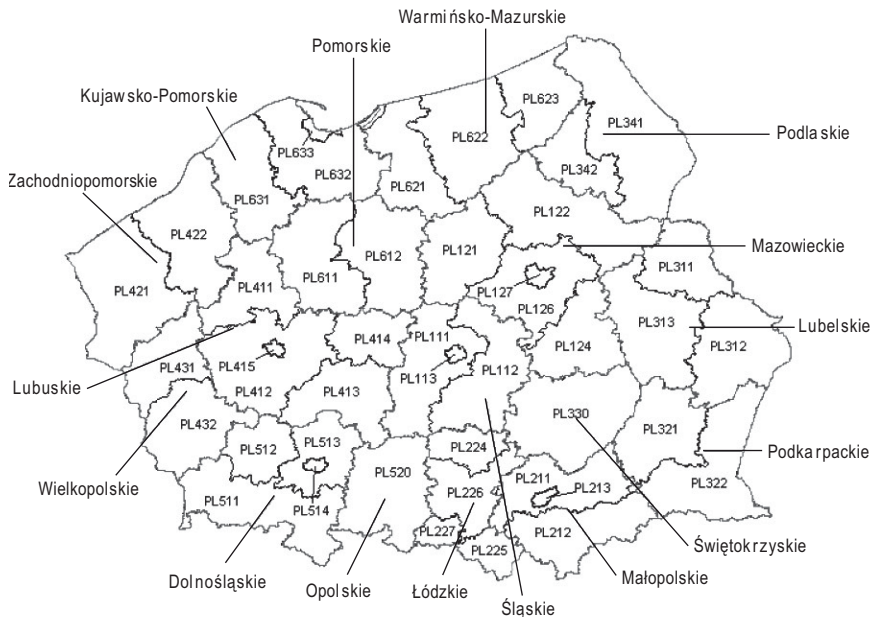 Warmińsko-Mazurskie
Pomorskie
Kujawsko-Pomorskie
PL623
PL341
Podlaskie
PL633
PL622
PL342
PL632
Zachodniopomorskie
PL621
PL631
PL122
PL422
PL612
PL121
Mazowieckie
PL411
PL611
PL311
PL421
PL127
PL126
PL313
Lubelskie
PL414
PL111
PL312
PL124
PL431
PL415
PL112
PL113
Lubuskie
PL412
PL413
PL432
PL330
PL321
PL512
PL513
PL224
Podkarpackie
PL520
PL211
PL322
Wielkopolskie
PL226
PL213
PL511
PL514
PL227
PL212
PL225
Świętokrzyskie
Dolnośląskie
Małopolskie
Opolskie
Łódzkie
Śląskie